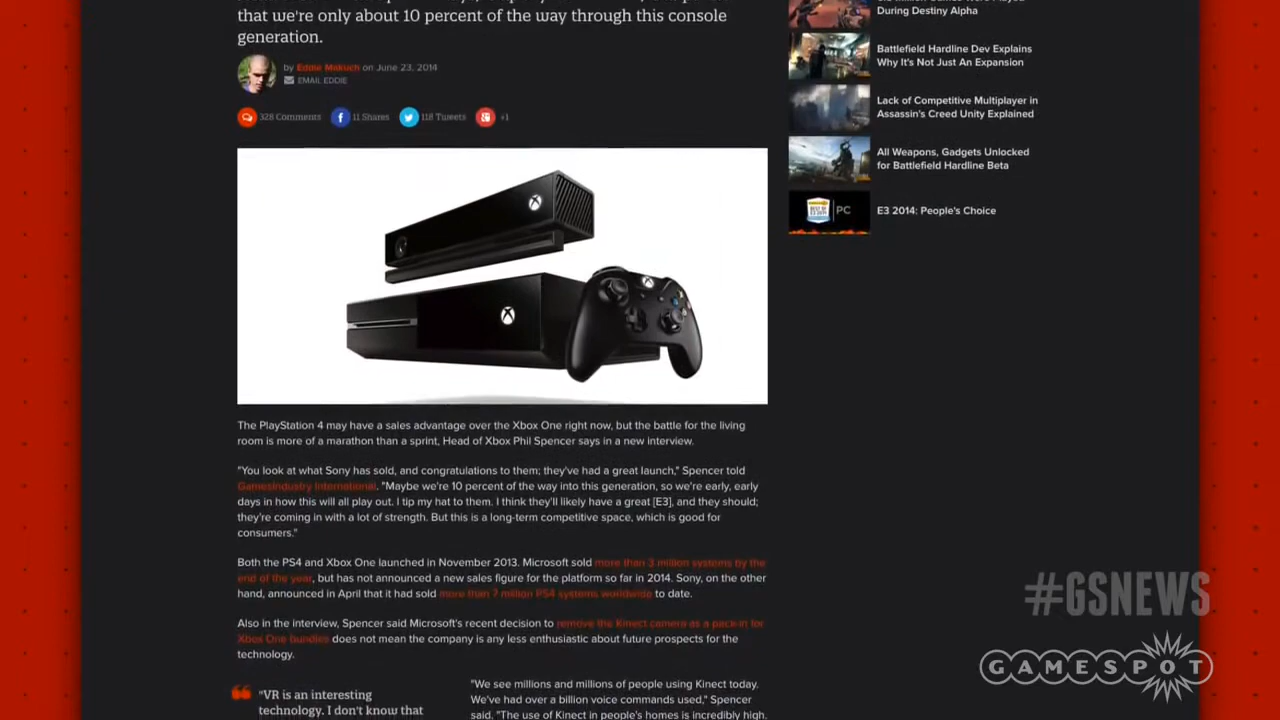 that we're only about 10 percent of the way through this console
generation.
by Eddie Makuch on June 23, 2014
EMAIL EDDIE
328 Comments
11 Shares
118 Tweets
+1
The PlayStation 4 may have a sales advantage over the Xbox One right now, but the battle for the living
room is more of a marathon than a sprint, Head of Xbox Phil Spencer says in a new interview.
"You look at what Sony has sold, and congratulations to them; they've had a great launch," Spencer told
GamesIndustry International. "Maybe we're 10 percent of the way into this generation, so we're early, early
days in how this will all play out. I tip my hat to them. I think they'll likely have a great [E3], and they should;
they're coming in with a lot of strength. But this is a long-term competitive space, which is good for
consumers."
Both the PS4 and Xbox One launched in November 2013. Microsoft sold more than 3 million systems by the
end of the year, but has not announced a new sales figure for the platform so far in 2014. Sony, on the other
hand, announced in April that it had sold more than 7 million PS4 systems worldwide to date.
Also in the interview, Spencer said Microsoft's recent decision to remove the Kinect camera as a pack-in for
Xbox One bundles does not mean the company is any less enthusiastic about future prospects for the
technology.
"VR is an interesting
technology. I don't know that
"We see millions and millions of people using Kinect today.
We've had over a billion voice commands used," Spencer
said. "The use of Kinect in people's homes is incredibly high.
During Destiny Alpha
Battlefield Hardline Dev Explains
Why It's Not Just An Expansion
Lack of Competitive Multiplayer in
Assassin's Creed Unity Explained
All Weapons, Gadgets Unlocked
for Battlefield Hardline Beta
PC
E3 2014: People's Choice
#GSNEWS
GAMESPOT